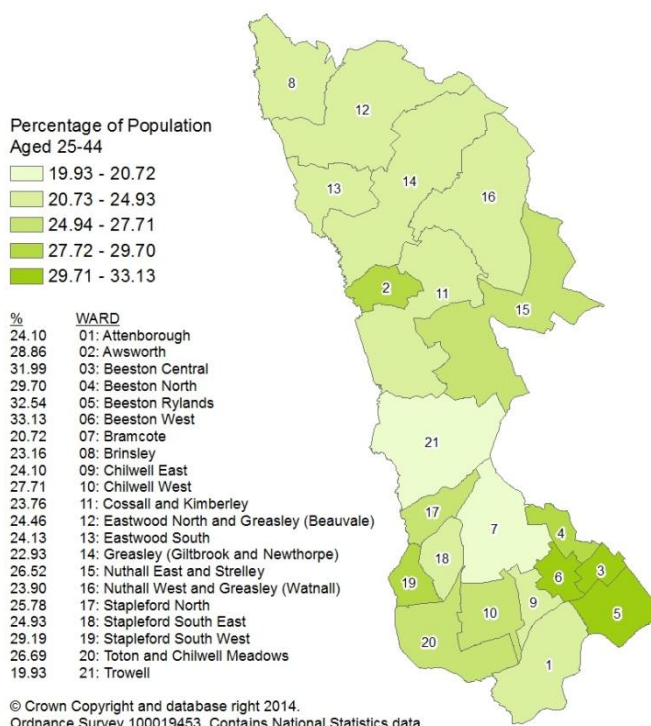 Percentage of Population
Aged 25-44
19.93 - 20.72
20.73 - 24.93
24.94 - 27.71
27.72 - 29.70
29.71 - 33.13
% WARD
24.10 01: Attenborough
28.86 02: Awsworth
31.99 03: Beeston Central
29.70 04: Beeston North
32.54 05: Beeston Rylands
33.13 06: Beeston West
20.72 07: Bramcote
23.16 08: Brinsley
24.10 09: Chilwell East
27.71 10: Chilwell West
23.76 11: Cossall and Kimberley
24.46 12: Eastwood North and Greasley (Beauvale)
24.13 13: Eastwood South
22.93 14: Greasley (Giltbrook and Newthorpe)
26.52 15: Nuthall East and Strelley
23.90 16: Nuthall West and Greasley (Watnall)
25.78 17: Stapleford North
24.93 18: Stapleford South East
29.19 19: Stapleford South West
26.69 20: Toton and Chilwell Meadows
19.93 21: Trowell
© Crown Copyright and database right 2014.
Ordnance Survey 100019453. Contains National Statistics data
8
12
13
14
16
2
11
15
21
17
7
4
18
6
3
19
10
9
5
20
1